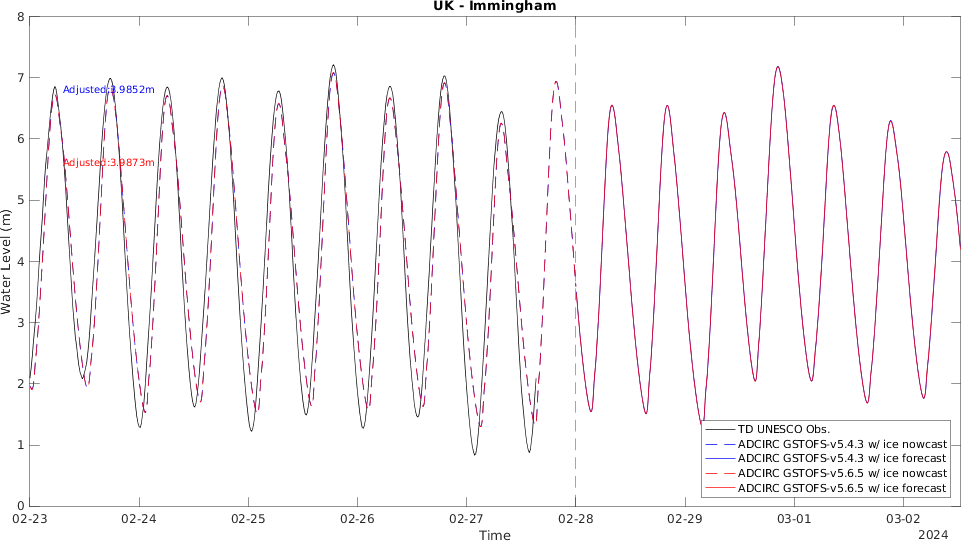 UK - Immingham
8
7
6
5
4
3
2
1
0
Water Level (m)
Adjusted:3.9852m
Adjusted:3.9873m
TD UNESCO Obs.
ADCIRC GSTOFS-v5.4.3 w/ ice nowcast
ADCIRC GSTOFS-v5.4.3 w/ ice forecast
ADCIRC GSTOFS-v5.6.5 w/ ice nowcast
ADCIRC GSTOFS-v5.6.5 w/ ice forecast
02-23 02-24 02-25 02-26 02-27 02-28 02-29 03-01 03-02
Time
2024